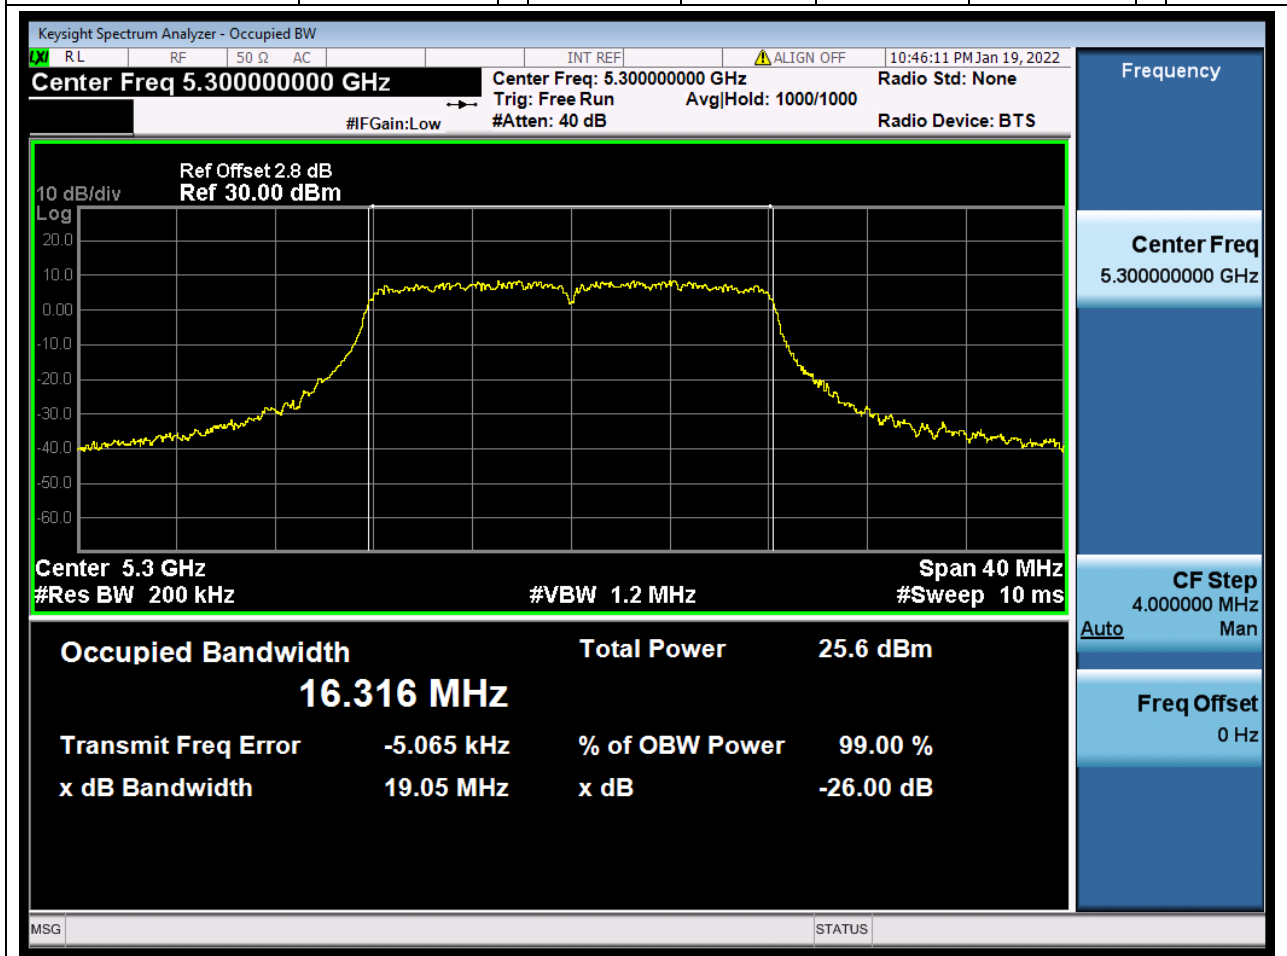 Keysight Spectrum Analyzer - Occupied BW
LXI RL RF 50 Ω AC INT REF ALIGN OFF 10:46:11 PM Jan 19, 2022
Center Freq 5.300000000 GHz
Center Freq: 5.300000000 GHz
Radio Std: None
Trig: Free Run Avg|Hold: 1000/1000
#IFGain:Low
#Atten: 40 dB
Radio Device: BTS
Ref Offset 2.8 dB
10 dB/div Ref 30.00 dBm
Log
20.0
10.0
0.00
-10.0
-20.0
-30.0
-40.0
-50.0
-60.0
Center 5.3 GHz Span 40 MHz
#Res BW 200 kHz #VBW 1.2 MHz #Sweep 10 ms
Occupied Bandwidth Total Power 25.6 dBm
16.316 MHz
Transmit Freq Error -5.065 kHz % of OBW Power 99.00 %
x dB Bandwidth 19.05 MHz x dB -26.00 dB
MSG STATUS
Frequency
Center Freq
5.300000000 GHz
CF Step
4.000000 MHz
Auto Man
Freq Offset
0 Hz